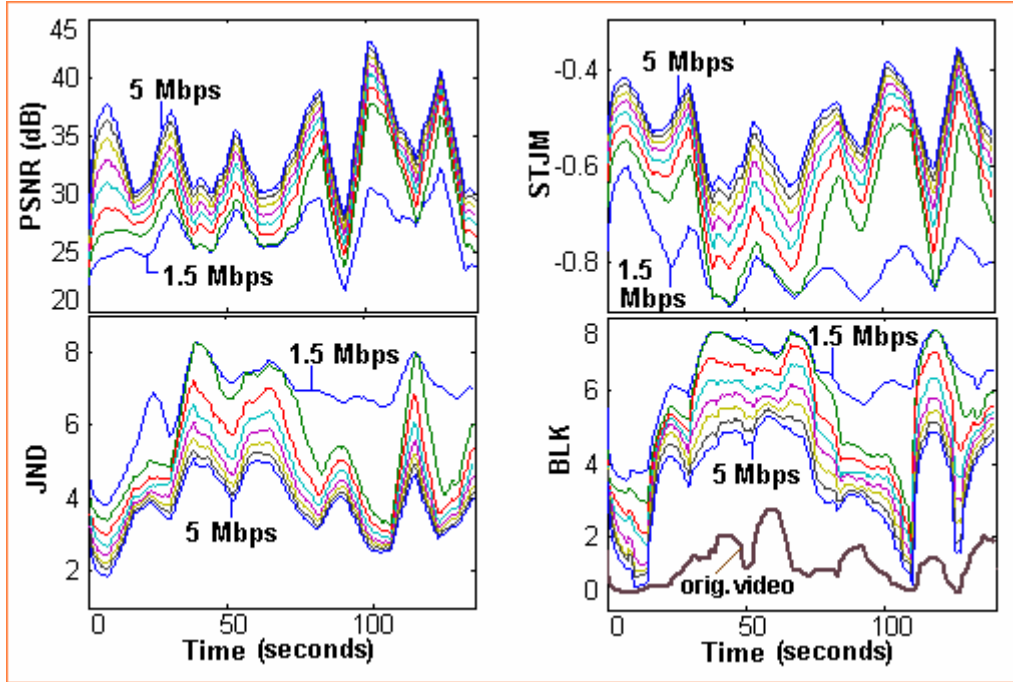 45
40
35
30
25
20
PSNR (dB)
5 Mbps
1.5 Mbps
-0.4
-0.6
-0.8
STJM
5 Mbps
1.5
Mbps
8
6
4
2
JND
1.5 Mbps
5 Mbps
0 50 100
Time (seconds)
8
6
4
2
0
BLK
1.5 Mbps
5 Mbps
orig. video
0 50 100
Time (seconds)